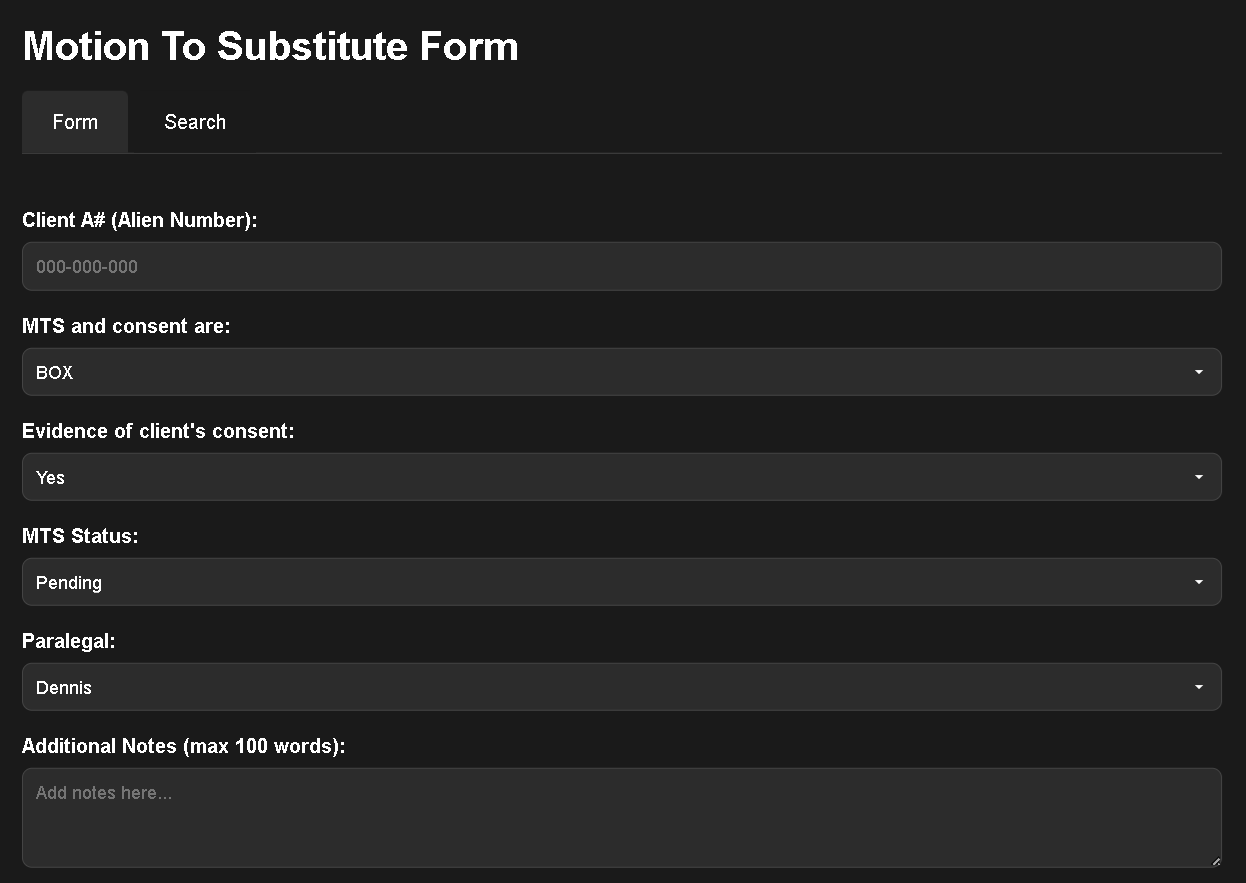 Motion To Substitute Form
Form
Search
Client A# (Alien Number):
000-000-000
MTS and consent are:
BOX
Evidence of client's consent:
Yes
MTS Status:
Pending
Paralegal:
Dennis
Additional Notes (max 100 words):
Add notes here...